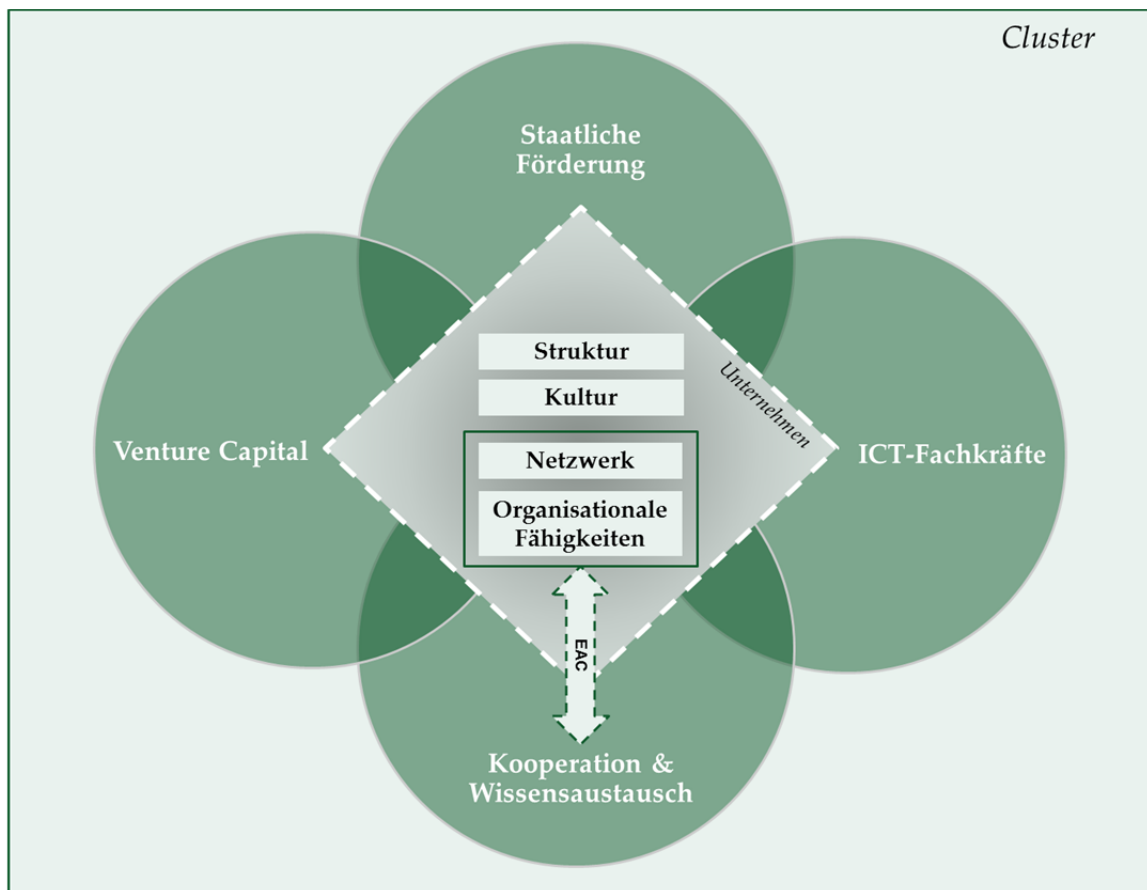 Cluster
Staatliche
Förderung
Struktur
Kultur
Unternehmen
Venture Capital
Netzwerk
ICT-Fachkräfte
Organisationale
Fähigkeiten
EAC
Kooperation &
Wissensaustausch